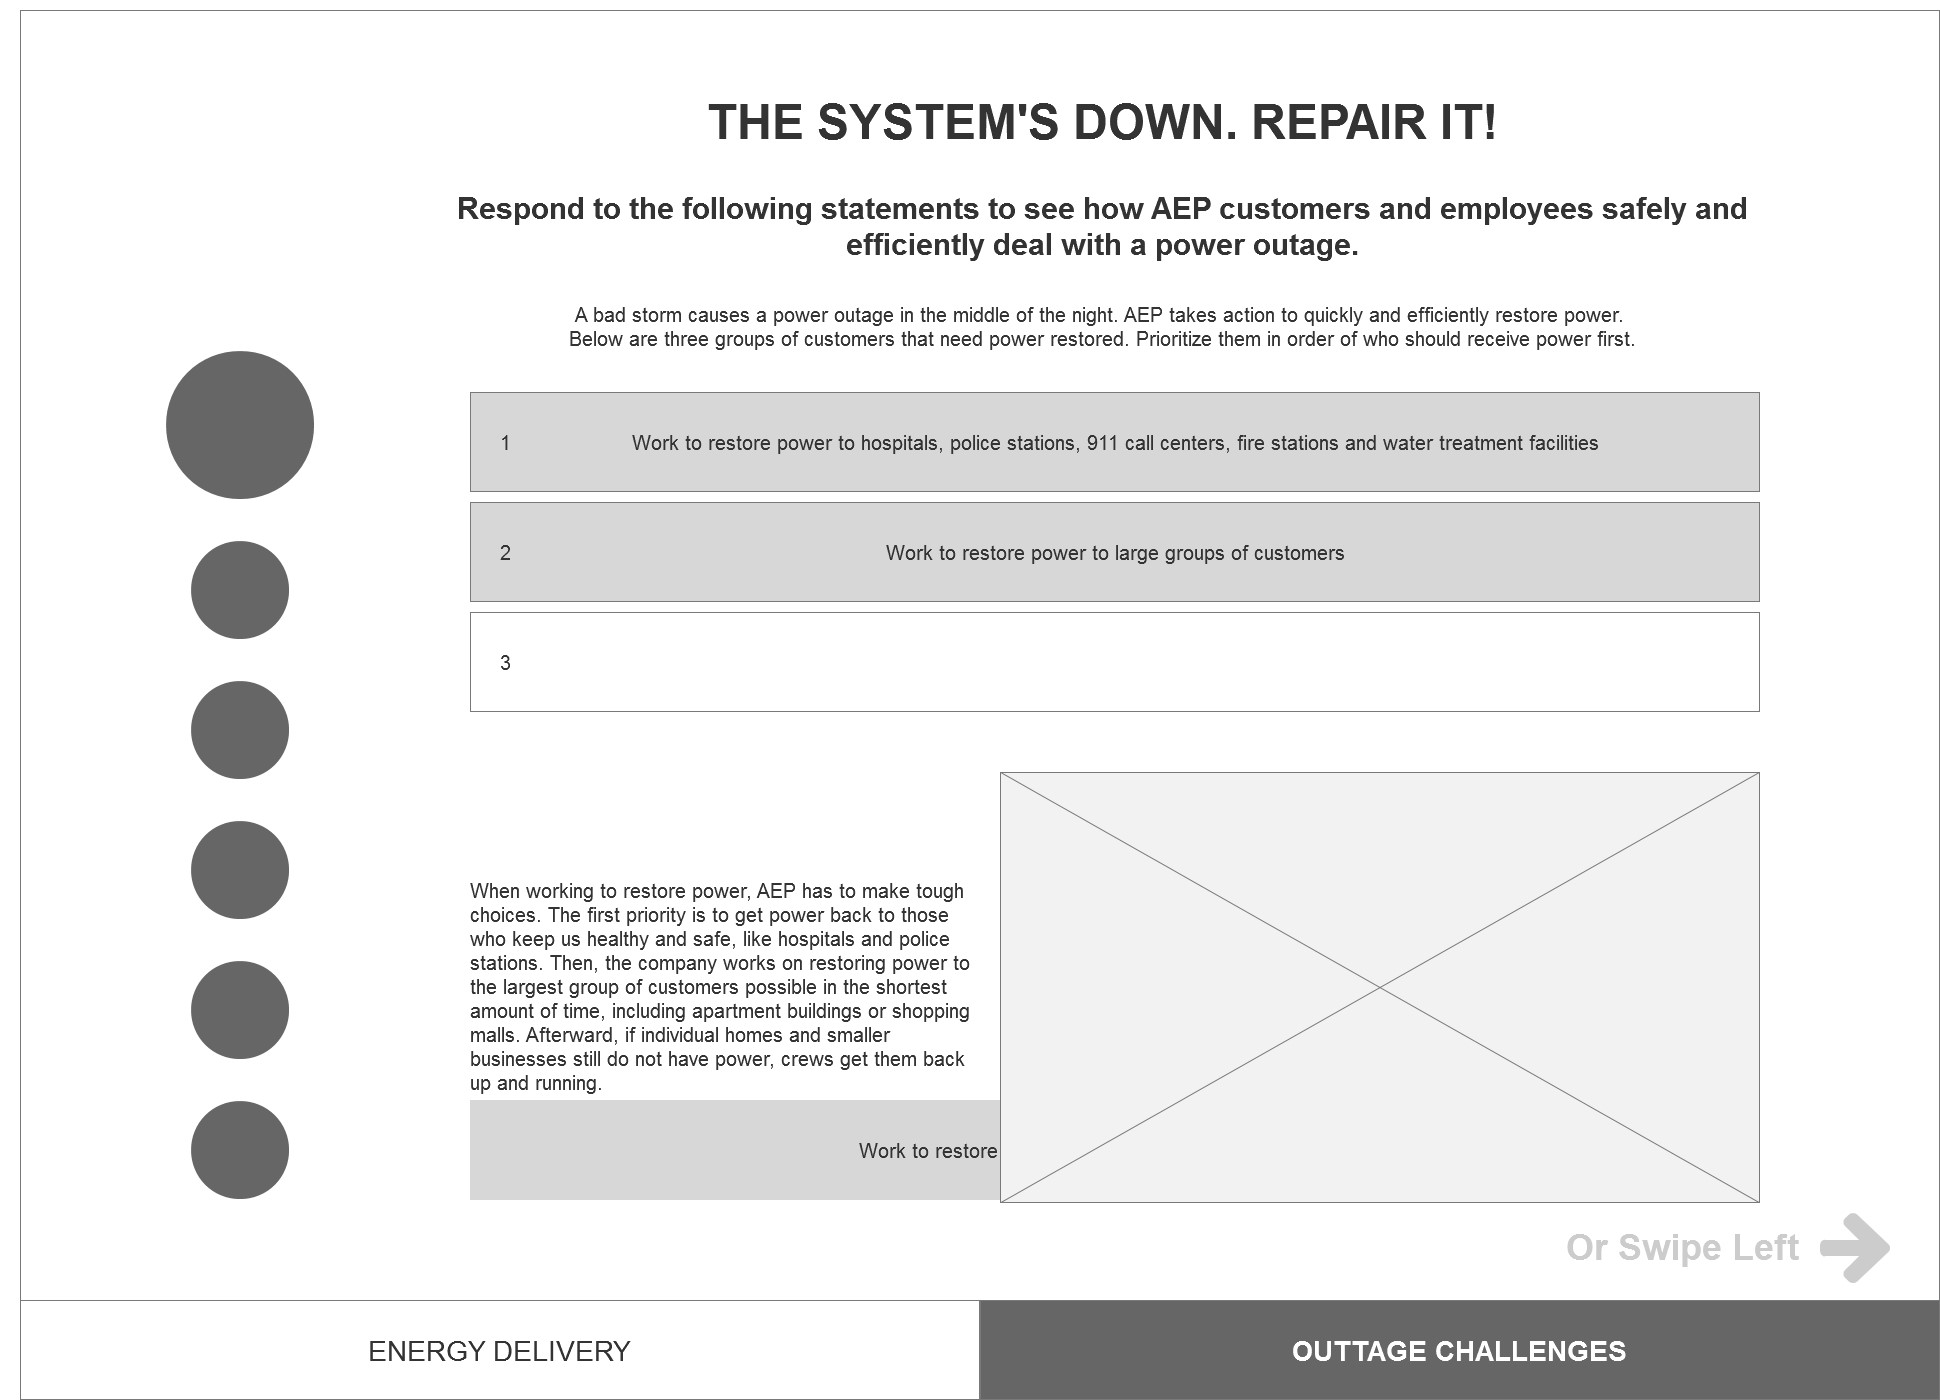 THE SYSTEM'S DOWN. REPAIR IT!
Respond to the following statements to see how AEP customers and employees safely and
efficiently deal with a power outage.
A bad storm causes a power outage in the middle of the night. AEP takes action to quickly and efficiently restore power.
Below are three groups of customers that need power restored. Prioritize them in order of who should receive power first.
1 Work to restore power to hospitals, police stations, 911 call centers, fire stations and water treatment facilities
2 Work to restore power to large groups of customers
3
When working to restore power, AEP has to make tough
choices. The first priority is to get power back to those
who keep us healthy and safe, like hospitals and police
stations. Then, the company works on restoring power to
the largest group of customers possible in the shortest
amount of time, including apartment buildings or shopping
malls. Afterward, if individual homes and smaller
businesses still do not have power, crews get them back
up and running.
Work to restore
Or Swipe Left
ENERGY DELIVERY
OUTTAGE CHALLENGES